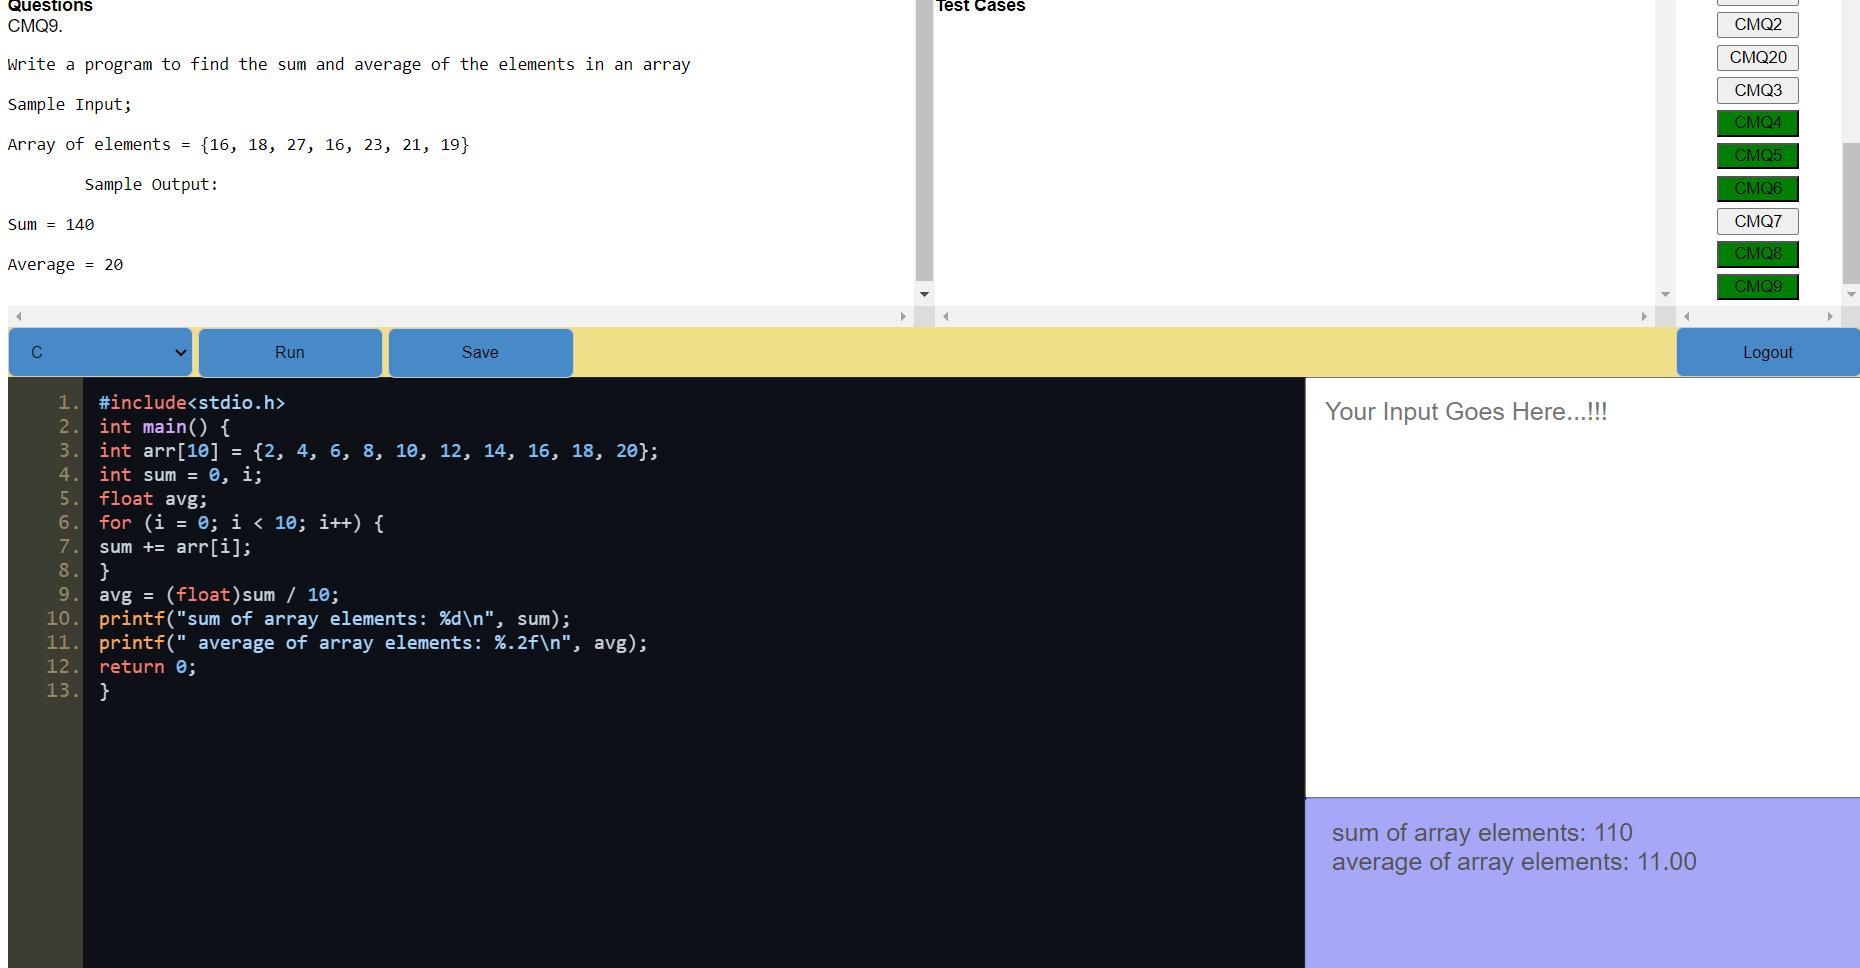 Questions
CMQ9.
Write a program to find the sum and average of the elements in an array
Sample Input;
Array of elements = {16, 18, 27, 16, 23, 21, 19}
Sample Output:
Sum = 140
Average = 20
Test Cases
CMQ2
CMQ20
CMQ3
CMQ4
CMQ5
CMQ6
CMQ7
CMQ8
CMQ9
C
Run
Save
Logout
1. #include<stdio.h>
2. int main() {
3. int arr[10] = {2, 4, 6, 8, 10, 12, 14, 16, 18, 20};
4. int sum = 0, i;
5. float avg;
6. for (i = 0; i < 10; i++) {
7. sum += arr[i];
8. }
9. avg = (float)sum / 10;
10. printf("sum of array elements: %d\n", sum);
11. printf(" average of array elements: %.2f\n", avg);
12. return 0;
13. }
Your Input Goes Here...!!!
sum of array elements: 110
average of array elements: 11.00